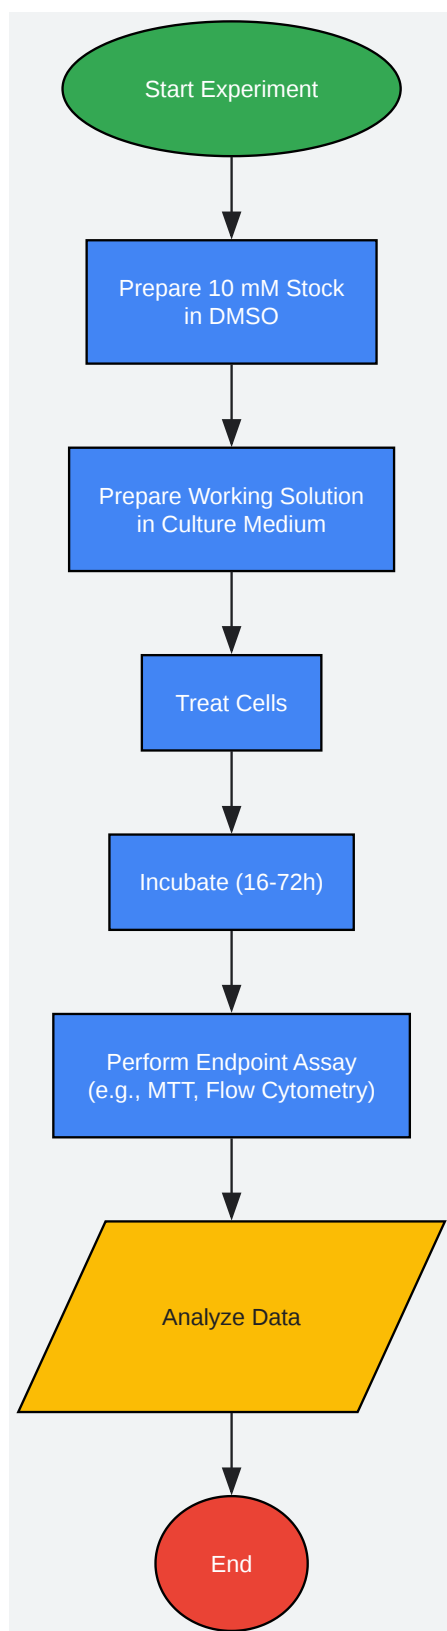 Start Experiment
Prepare 10 mM Stock
in DMSO
Prepare Working Solution
in Culture Medium
Treat Cells
Incubate (16-72h)
Perform Endpoint Assay
(e.g., MTT, Flow Cytometry)
Analyze Data
End